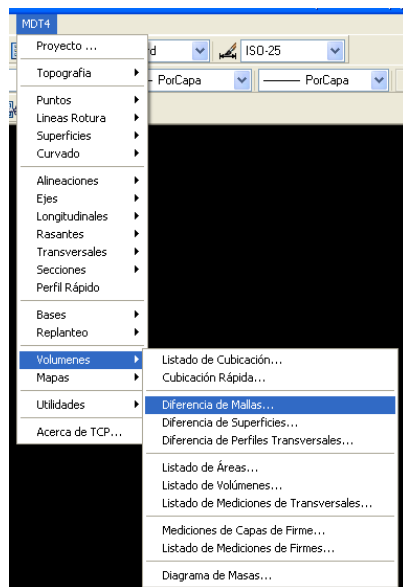 MDT4
Proyecto ...
rd
ISO-25
Topografia
PorCapa
PorCapa
Puntos
Lineas Rotura
Superficies
Curvado
Alineaciones
Ejes
Longitudinales
Rasantes
Transversales
Secciones
Perfil Rápido
Bases
Replanteo
Volumenes
Listado de Cubicación...
Mapas
Cubicación Rápida...
Utilidades
Diferencia de Mallas...
Diferencia de Superficies...
Acerca de TCP...
Diferencia de Perfiles Transversales...
Listado de Áreas...
Listado de Volúmenes...
Listado de Mediciones de Transversales...
Mediciones de Capas de Firme...
Listado de Mediciones de Firmes...
Diagrama de Masas...